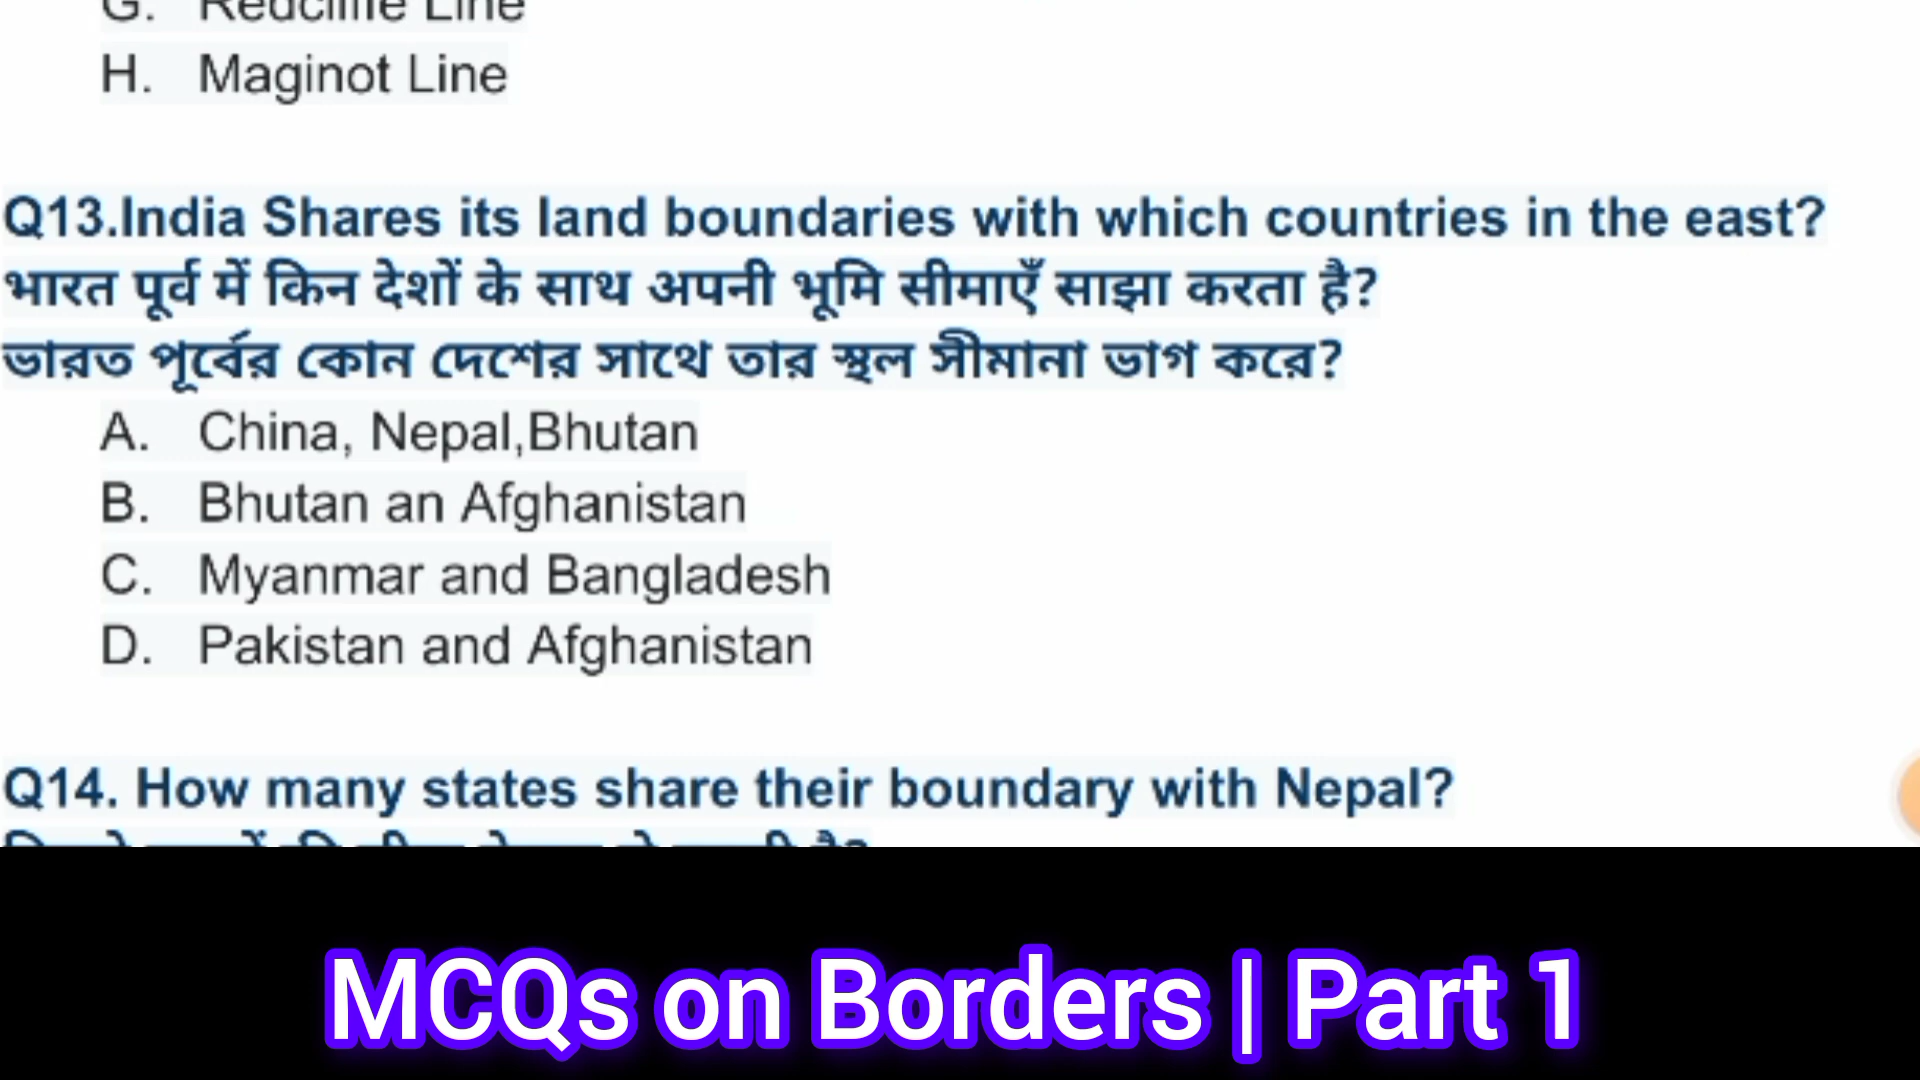 G. Redcliffe Line
H. Maginot Line
Q13.India Shares its land boundaries with which countries in the east?
भारत पूर्व में किन देशों के साथ अपनी भूमि सीमाएँ साझा करता है?
ভারত পূর্বের কোন দেশের সাথে তার স্থল সীমানা ভাগ করে?
A. China, Nepal,Bhutan
B. Bhutan an Afghanistan
C. Myanmar and Bangladesh
D. Pakistan and Afghanistan
Q14. How many states share their boundary with Nepal?
MCQs on Borders | Part 1